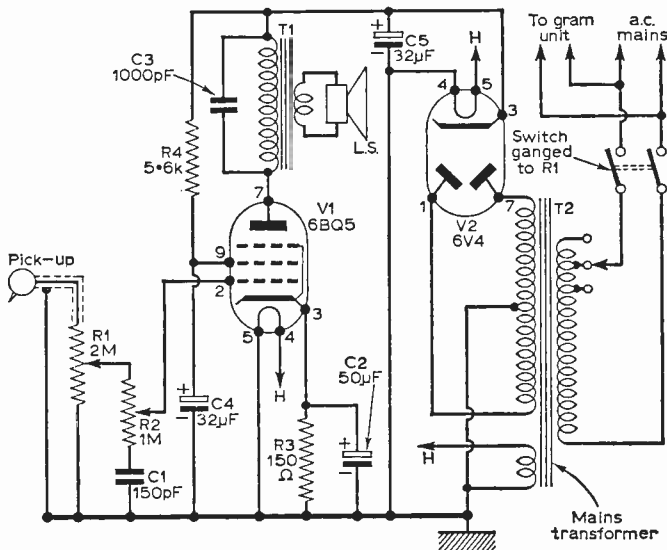 To gram
unit
a.c.
mains
T1
C5
32µF
+
–
H
C3
1000pF
4
5
3
L.S.
Switch
ganged
to R1
R4
5•6k
7
V1
6BQ5
1
7
V2
6V4
T2
Pick-up
9
2
3
5
4
R1
2M
H
C2
50µF
+
–
R2
1M
+
–
C4
32µF
R3
150
Ω
C1
150pF
H
Mains
transformer